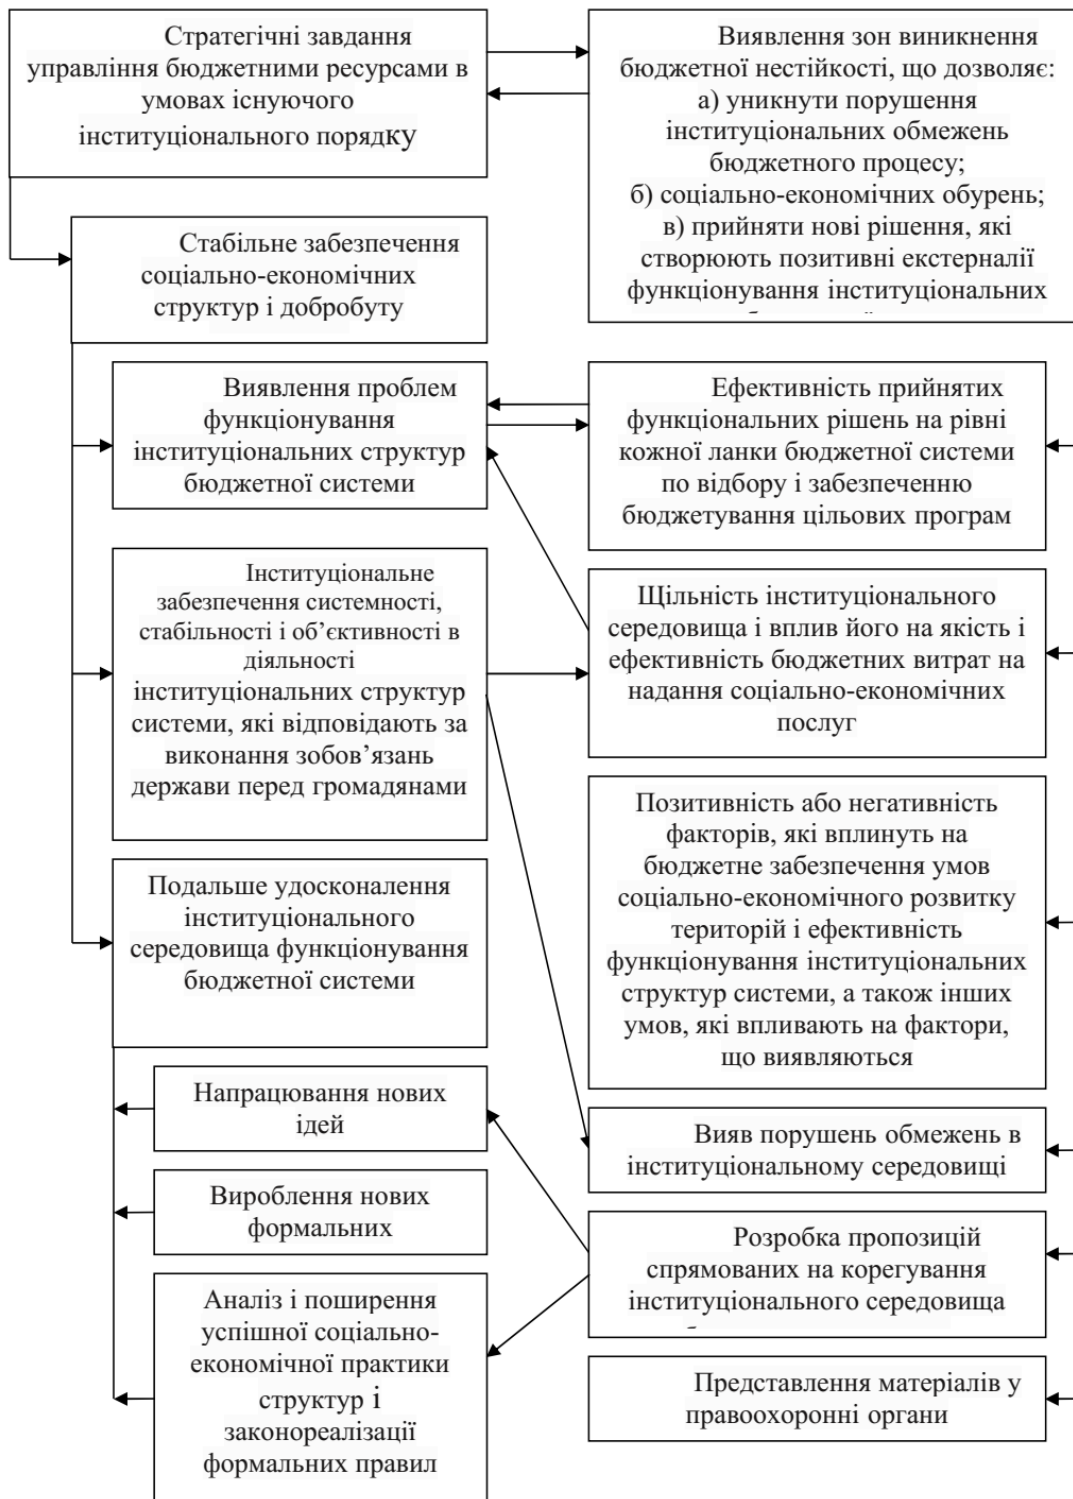 Стратегічні завдання
управління бюджетними ресурсами в
умовах існуючого
інституціонального порядку
Виявлення зон виникнення
бюджетної нестійкості, що дозволяє:
а) уникнути порушення
інституціональних обмежень
бюджетного процесу;
б) соціально-економічних обурень;
в) прийняти нові рішення, які
створюють позитивні екстерналії
функціонування інституціональних
Стабільне забезпечення
соціально-економічних
структур і добробуту
Виявлення проблем
функціонування
інституціональних структур
бюджетної системи
Ефективність прийнятих
функціональних рішень на рівні
кожної ланки бюджетної системи
по відбору і забезпеченню
бюджетування цільових програм
Інституціональне
забезпечення системності,
стабільності і об’єктивності в
діяльності
інституціональних структур
системи, які відповідають за
виконання зобов’язань
держави перед громадянами
Щільність інституціонального
середовища і вплив його на якість і
ефективність бюджетних витрат на
надання соціально-економічних
послуг
Позитивність або негативність
факторів, які вплинуть на
бюджетне забезпечення умов
соціально-економічного розвитку
територій і ефективність
функціонування інституціональних
структур системи, а також інших
умов, які впливають на фактори,
що виявляються
Подальше удосконалення
інституціонального
середовища функціонування
бюджетної системи
Напрацювання нових
ідей
Вияв порушень обмежень в
інституціональному середовищі
Вироблення нових
формальних
Розробка пропозицій
спрямованих на корегування
інституціонального середовища
Аналіз і поширення
успішної соціально-
економічної практики
структур і
законореалізації
формальних правил
Представлення матеріалів у
правоохоронні органи